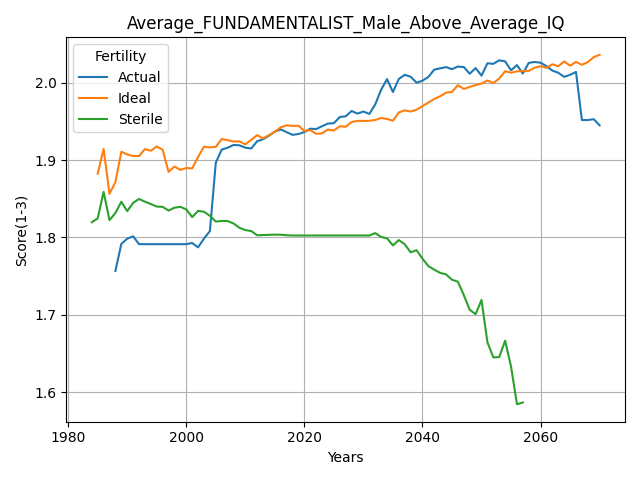 Average_FUNDAMENTALIST_Male_Above_Average_IQ
Fertility
Actual
Ideal
Sterile
Score(1-3)
2.0
1.9
1.8
1.7
1.6
1980 2000 2020 2040 2060
Years